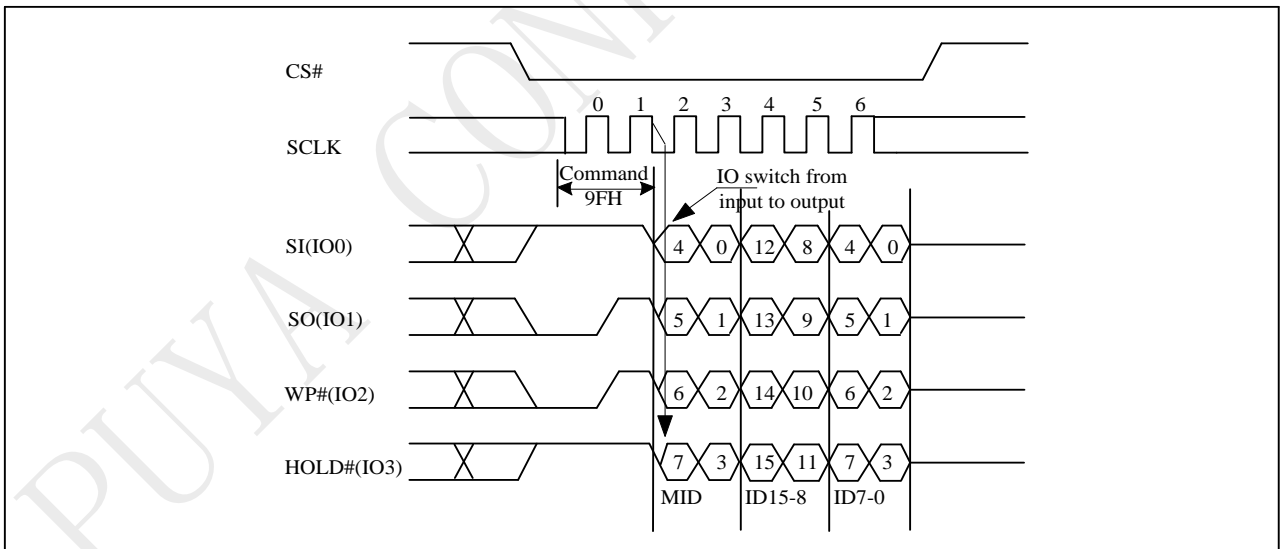 CS#
0 1 2 3 4 5 6
SCLK
Command
9FH
IO switch from
input to output
SI(IO0)
4 0 12 8 4 0
SO(IO1)
5 1 13 9 5 1
WP#(IO2)
6 2 14 10 6 2
HOLD#(IO3)
7 3 15 11 7 3
MID ID15-8 ID7-0
PUYA